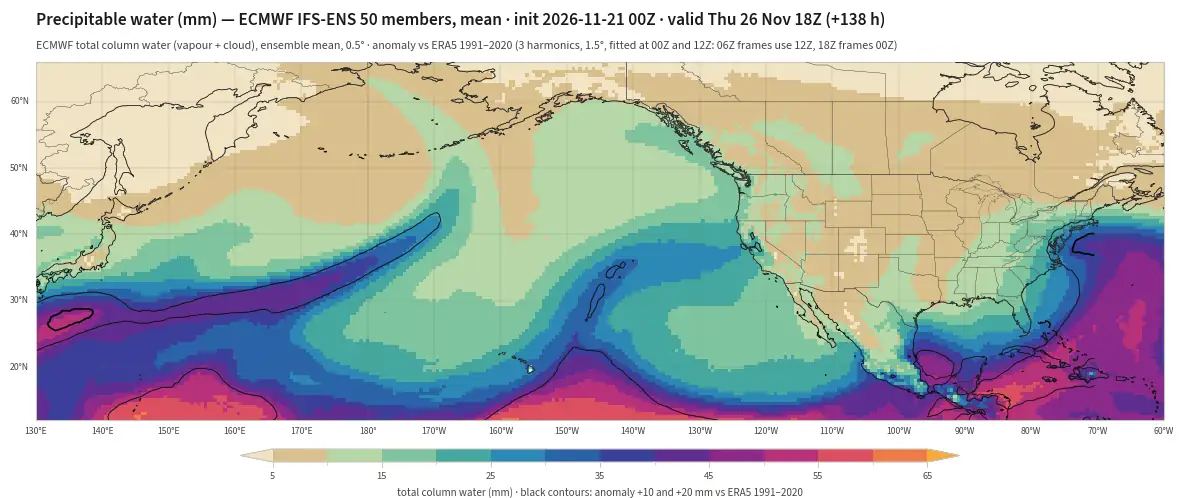 Precipitable water (mm) — ECMWF IFS-ENS 50 members, mean · init 2026-11-21 00Z · valid Thu 26 Nov 18Z (+138 h)
ECMWF total column water (vapour + cloud), ensemble mean, 0.5° · anomaly vs ERA5 1991–2020 (3 harmonics, 1.5°, fitted at 00Z and 12Z: 06Z frames use 12Z, 18Z frames 00Z)
60°N
50°N
40°N
30°N
20°N
130°E 140°E 150°E 160°E 170°E 180° 170°W 160°W 150°W 140°W 130°W 120°W 110°W 100°W 90°W 80°W 70°W 60°W
5 15 25 35 45 55 65
total column water (mm) · black contours: anomaly +10 and +20 mm vs ERA5 1991–2020